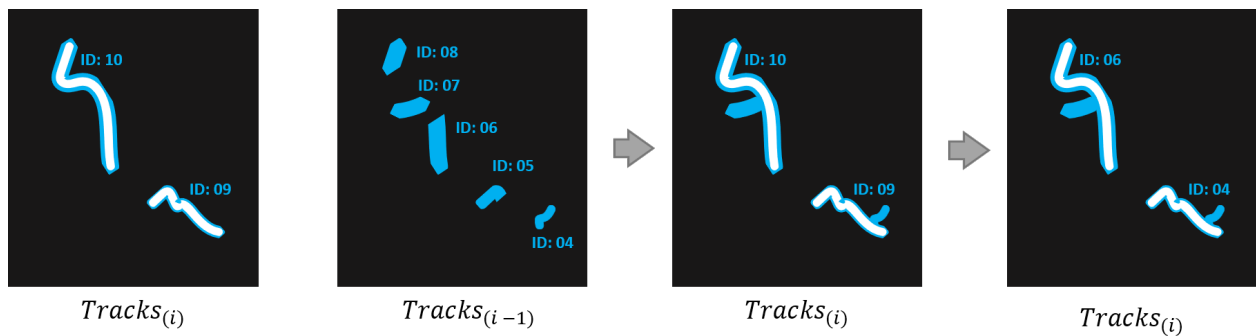 ID: 10
ID: 09
Tracks(i)
ID: 08
ID: 07
ID: 06
ID: 05
ID: 04
Tracks(i −1)
ID: 10
ID: 09
Tracks(i)
ID: 06
ID: 04
Tracks(i)